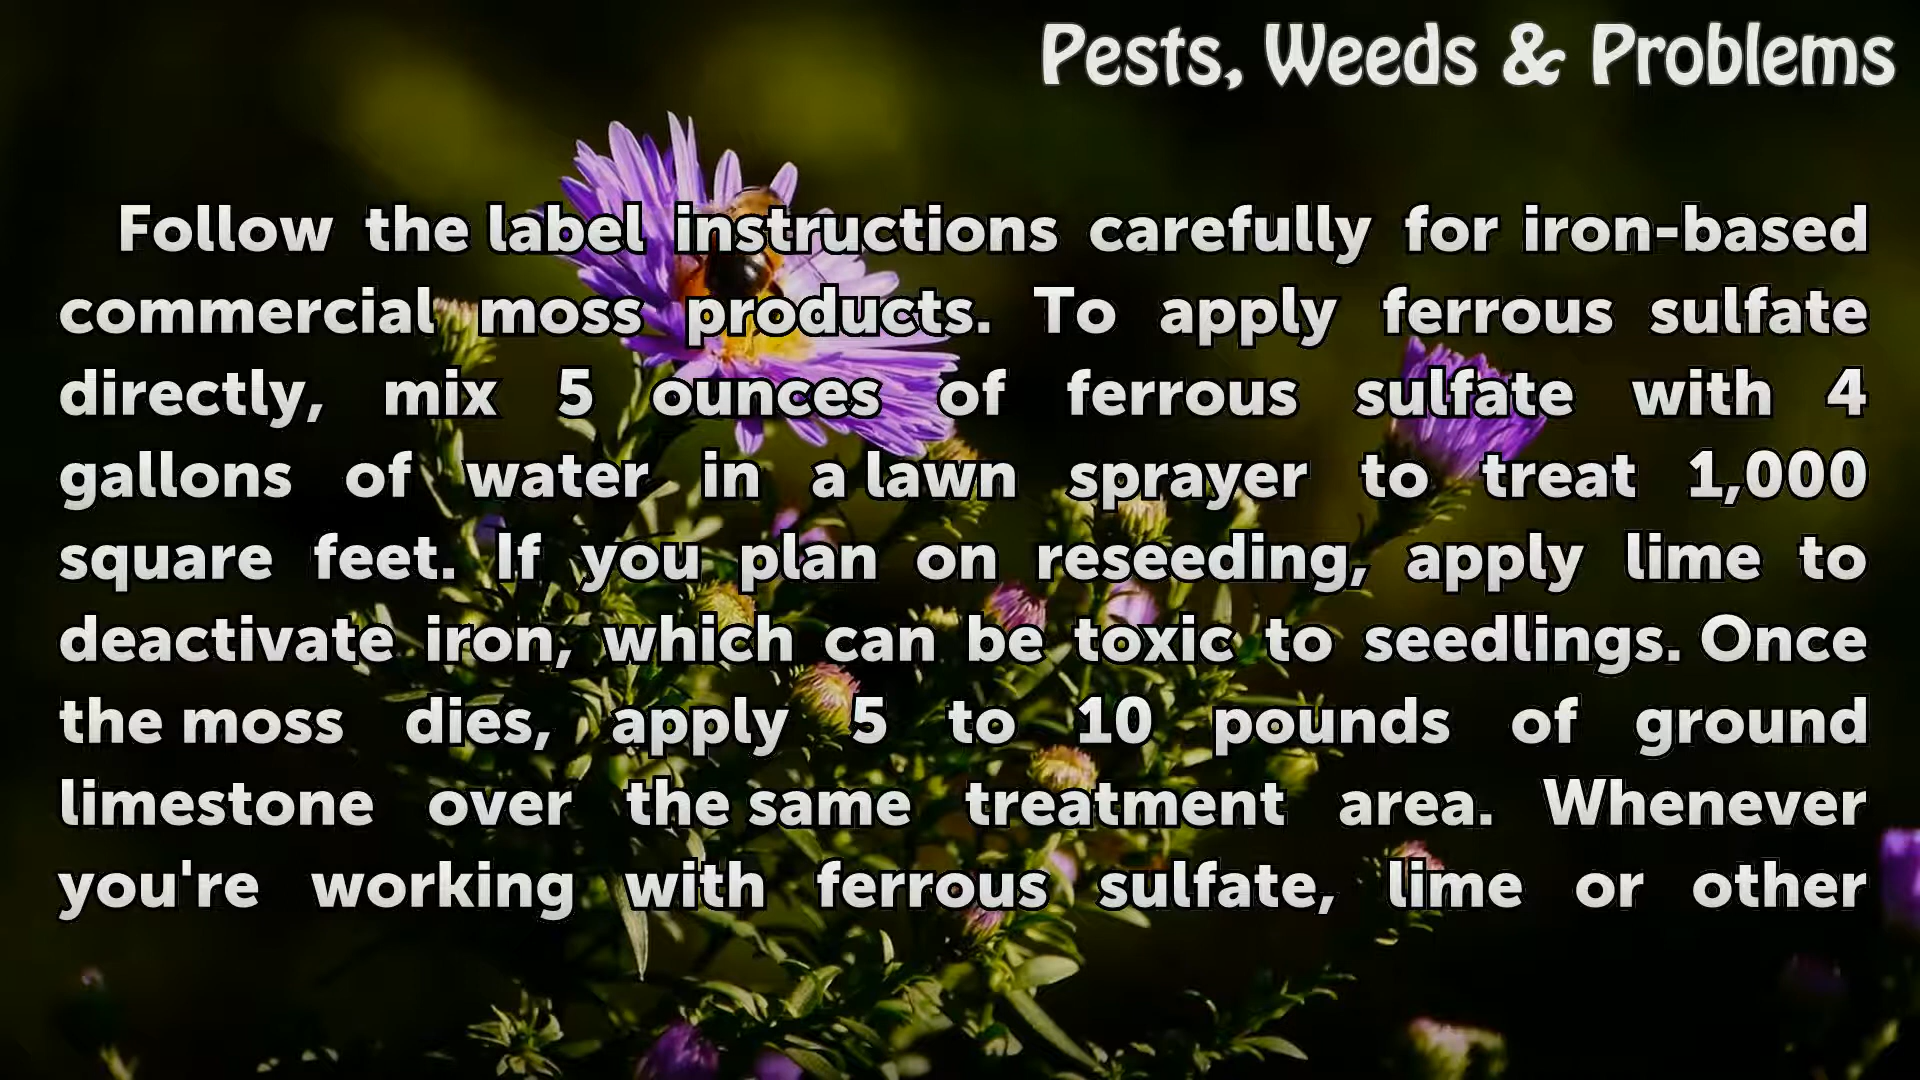 Pests, Weeds & Problems
Follow the label instructions carefully for iron-based
commercial moss products. To apply ferrous sulfate
directly, mix 5 ounces of ferrous sulfate with 4
gallons of water in a lawn sprayer to treat 1,000
square feet. If you plan on reseeding, apply lime to
deactivate iron, which can be toxic to seedlings. Once
the moss dies, apply 5 to 10 pounds of ground
limestone over the same treatment area. Whenever
you're working with ferrous sulfate, lime or other